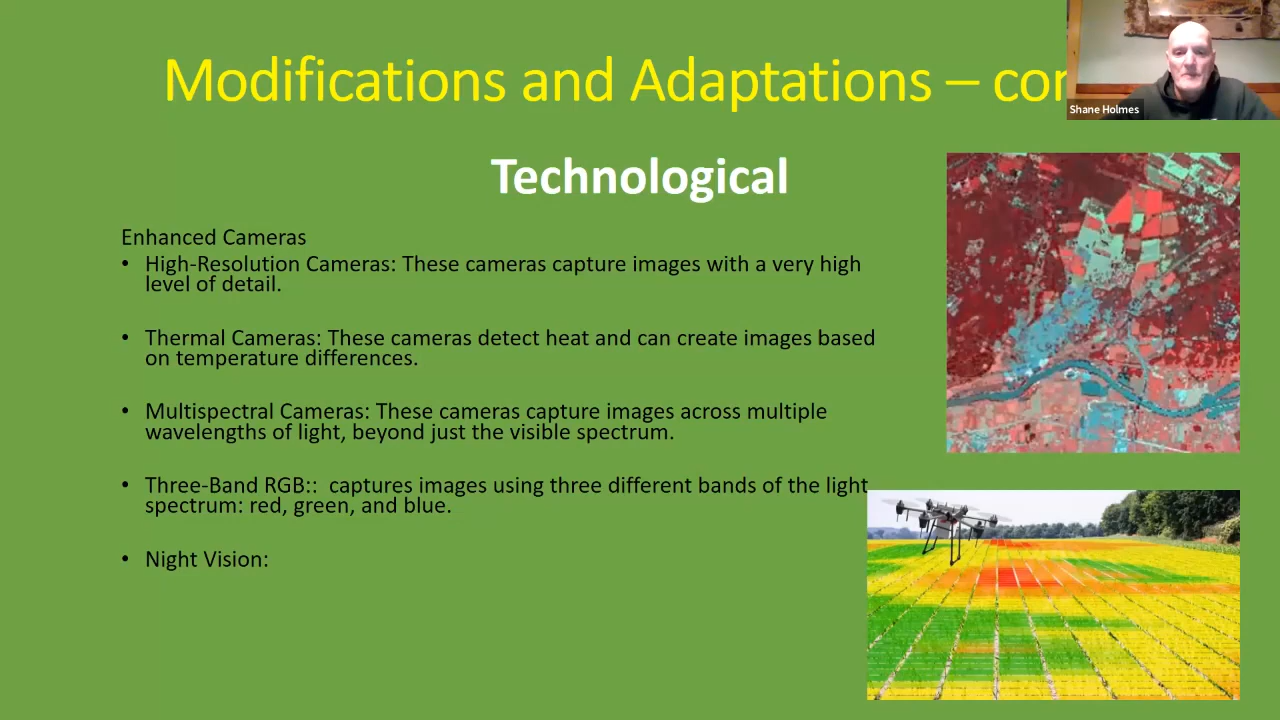 Modifications and Adaptations – con
Shane Holmes
Technological
Enhanced Cameras
• High-Resolution Cameras: These cameras capture images with a very high
level of detail.
• Thermal Cameras: These cameras detect heat and can create images based
on temperature differences.
• Multispectral Cameras: These cameras capture images across multiple
wavelengths of light, beyond just the visible spectrum.
• Three-Band RGB:: captures images using three different bands of the light
spectrum: red, green, and blue.
• Night Vision: